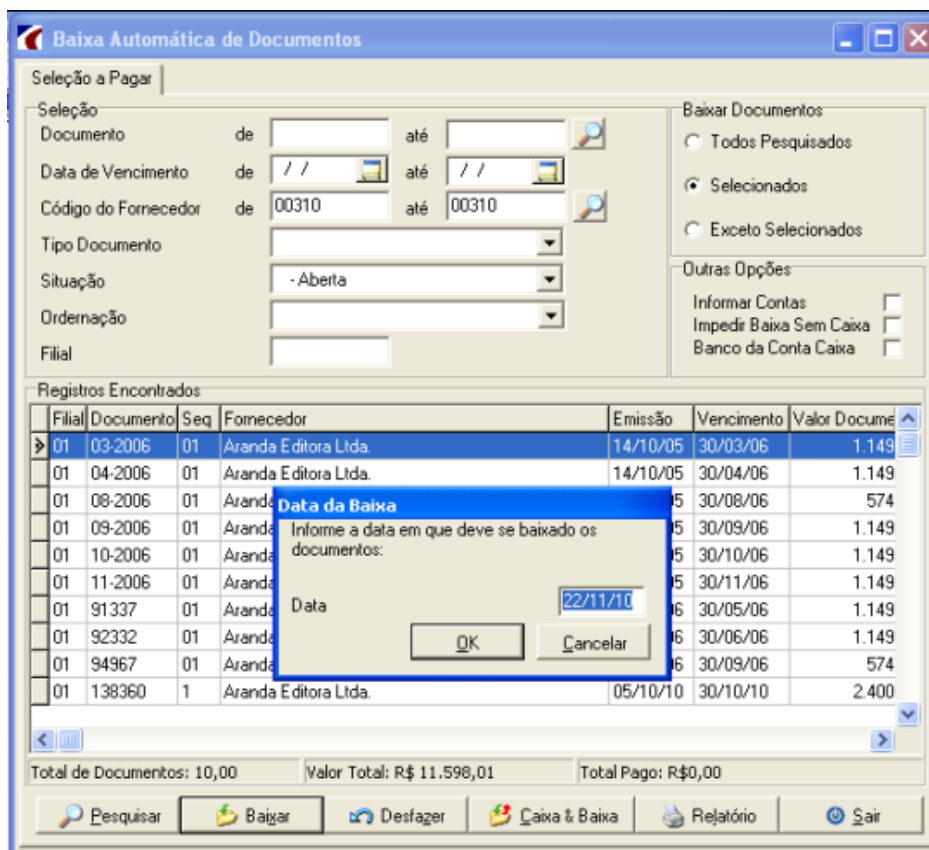 Baixa Automática de Documentos
Seleção a Pagar
Seleção
Documento de até
Data de Vencimento de / / até / /
Código do Fornecedor de 00310 até 00310
Tipo Documento
Situação - Aberta
Ordernação
Filial
Baixar Documentos
Todos Pesquisados
Selecionados
Exceto Selecionados
Outras Opções
Informar Contas
Impedir Baixa Sem Caixa
Banco da Conta Caixa
Registros Encontrados
Filial Documento Seq Fornecedor Emissão Vencimento Valor Docume
01 03-2006 01 Aranda Editora Ltda. 14/10/05 30/03/06 1.149
01 04-2006 01 Aranda Editora Ltda. 14/10/05 30/04/06 1.149
01 08-2006 01 Aranda 5 30/08/06 574
01 09-2006 01 Aranda 5 30/09/06 1.149
01 10-2006 01 Aranda 5 30/10/06 1.149
01 11-2006 01 Aranda 5 30/11/06 1.149
01 91337 01 Aranda 6 30/05/06 1.149
01 92332 01 Aranda 6 30/06/06 1.149
01 94967 01 Aranda 6 30/09/06 574
01 138360 1 Aranda Editora Ltda. 05/10/10 30/10/10 2.400
Data da Baixa
Informe a data em que deve se baixado os
documentos:
Data 22/11/10
OK Cancelar
Total de Documentos: 10,00 Valor Total: R$ 11.598,01 Total Pago: R$0,00
Pesquisar Baixar Desfazer Caixa & Baixa Relatório Sair